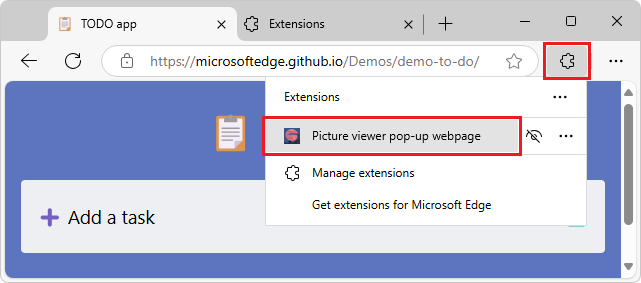 TODO app
Extensions
https://microsoftedge.github.io/Demos/demo-to-do/
Extensions
Picture viewer pop-up webpage
Manage extensions
Get extensions for Microsoft Edge
Add a task